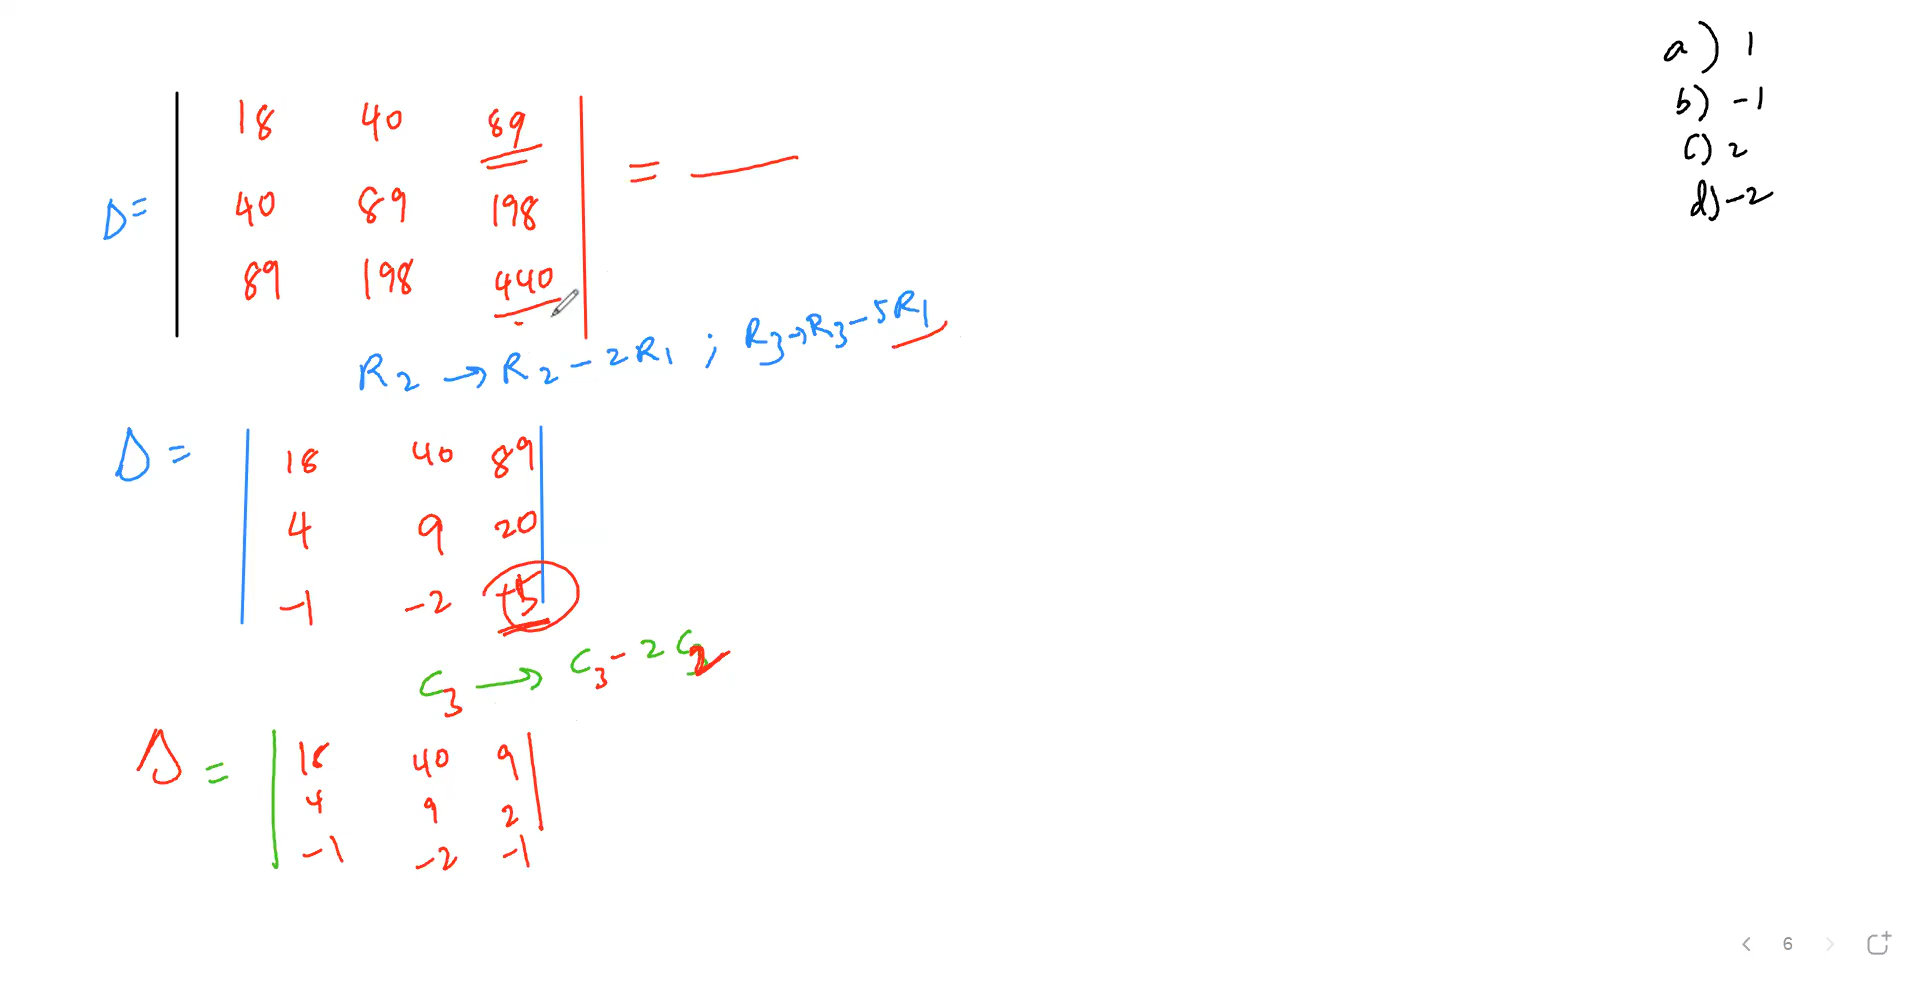 a) 1
b) -1
c) 2
d) -2
Δ = | 18 40 89 | = ____
| 40 89 198 |
| 89 198 440 |
R2 → R2 - 2R1 ; R3 → R3 - 5R1
Δ = | 18 40 89 |
| 4 9 20 |
| -1 -2 +5 |
C3 → C3 - 2C2
Δ = | 18 40 9 |
| 4 9 2 |
| -1 -2 -1 |
6